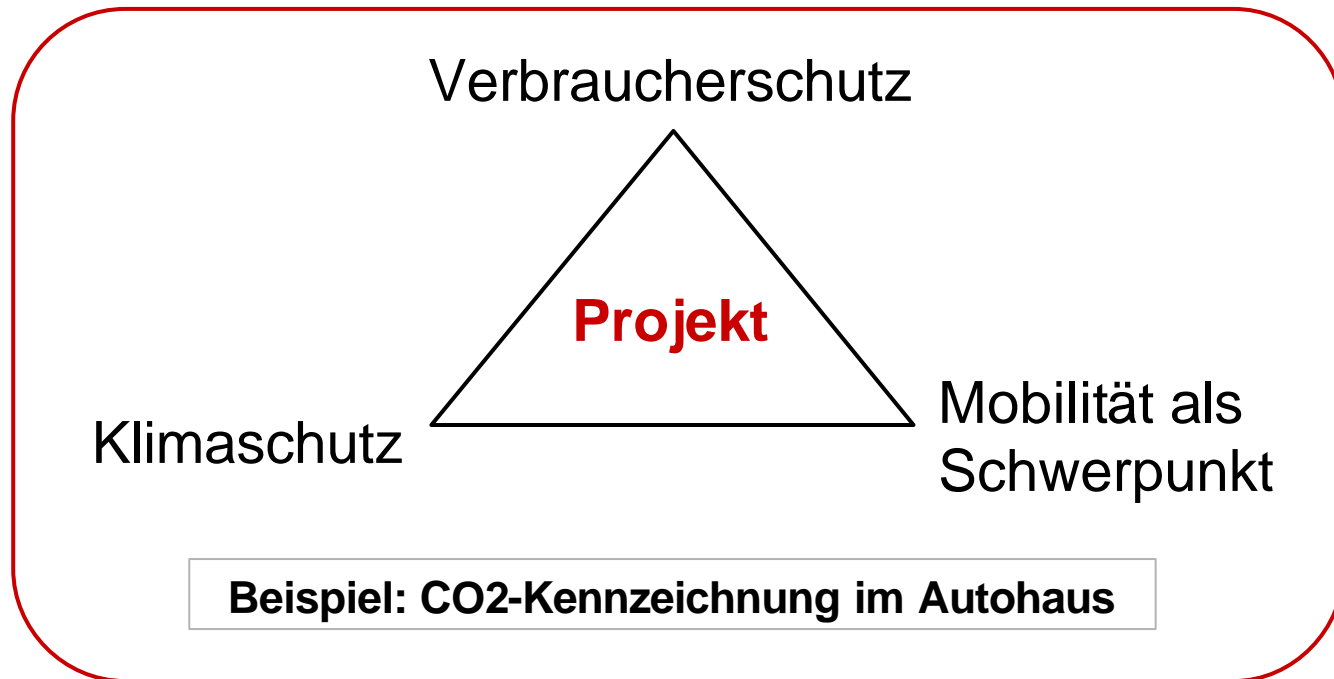 Verbraucherschutz
Projekt
Klimaschutz
Mobilität als
Schwerpunkt
Beispiel: CO2-Kennzeichnung im Autohaus